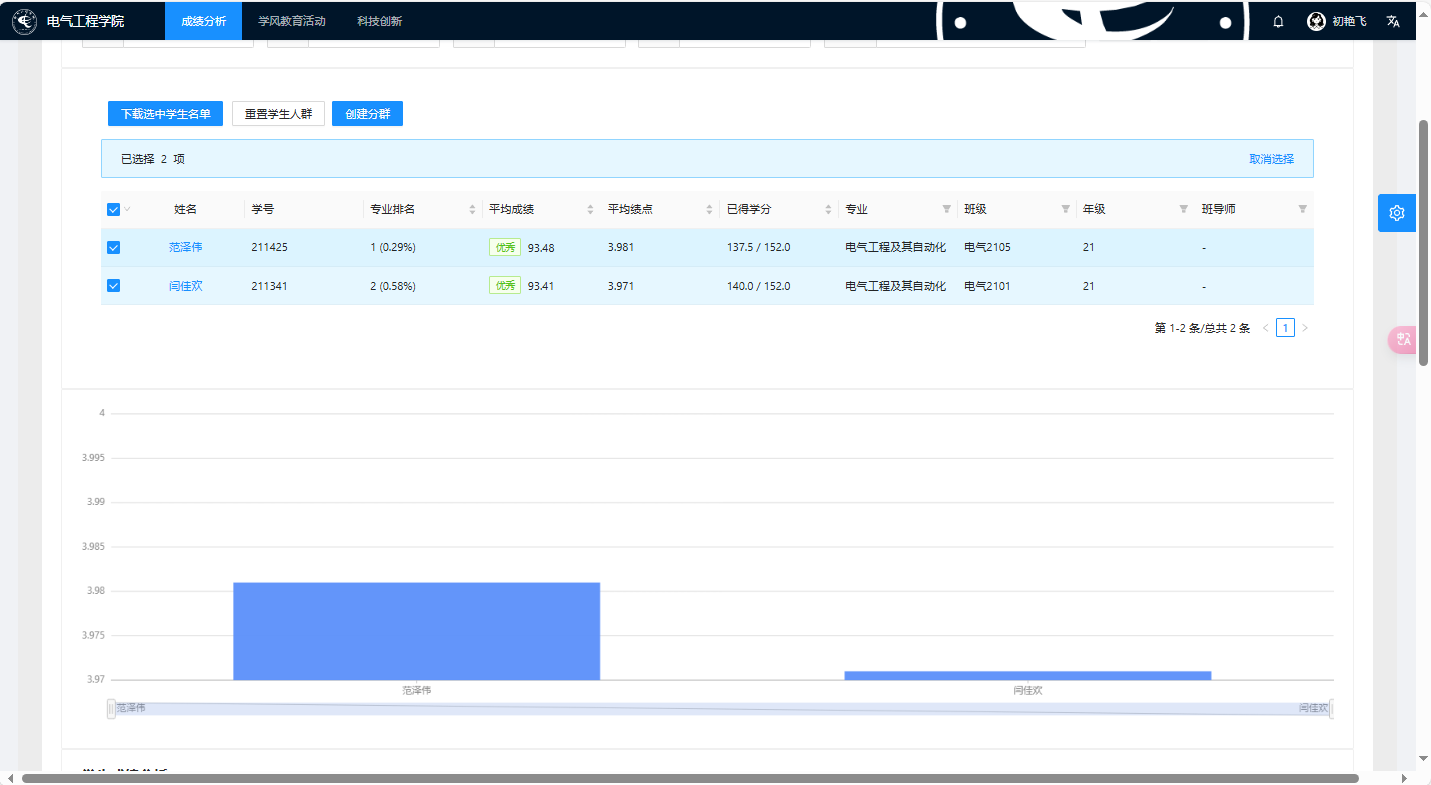 电气工程学院 成绩分析 学风教育活动 科技创新 初艳飞
下载选中学生名单 重置学生人群 创建分群
已选择 2 项 取消选择
姓名 学号 专业排名 平均成绩 平均绩点 已得学分 专业 班级 年级 班导师
范泽伟 211425 1 (0.29%) 优秀 93.48 3.981 137.5 / 152.0 电气工程及其自动化 电气2105 21 -
闫佳欢 211341 2 (0.58%) 优秀 93.41 3.971 140.0 / 152.0 电气工程及其自动化 电气2101 21 -
第 1-2 条/总共 2 条 1
4
3.995
3.99
3.985
3.98
3.975
3.97
范泽伟 闫佳欢
范泽伟 闫佳欢